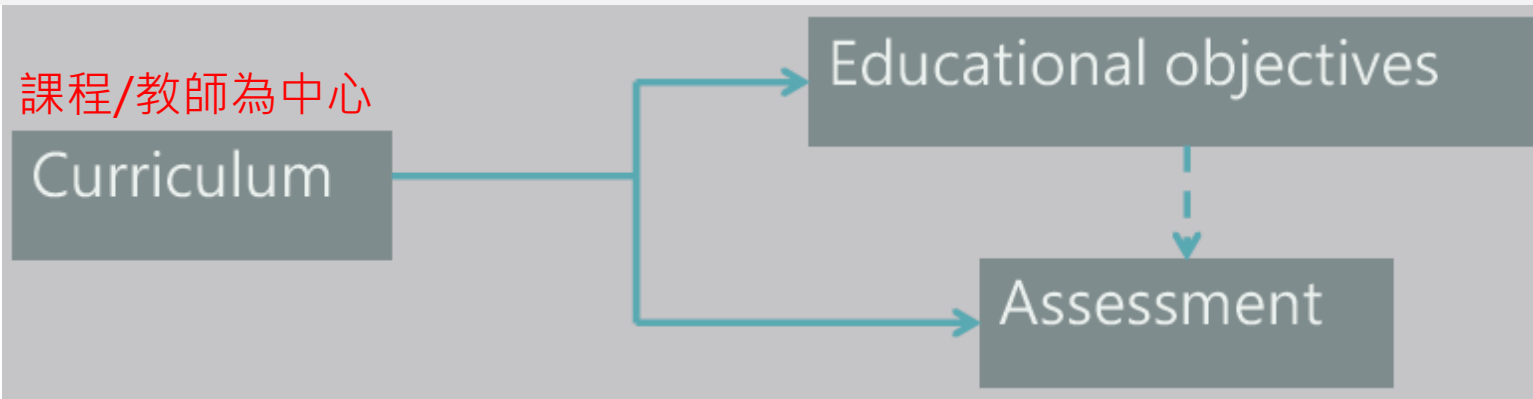 課程/教師為中心
Curriculum
Educational objectives
Assessment